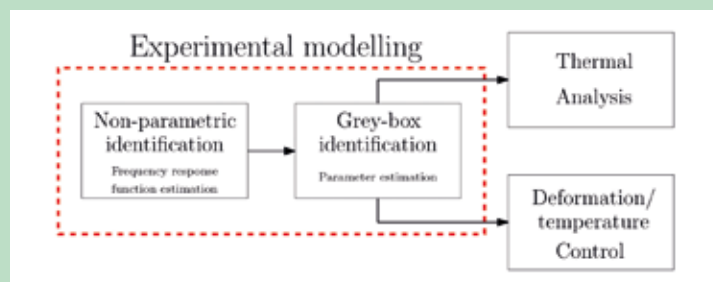 Experimental modelling
Non-parametric
identification
Frequency response
function estimation
Grey-box
identification
Parameter estimation
Thermal
Analysis
Deformation/
temperature
Control